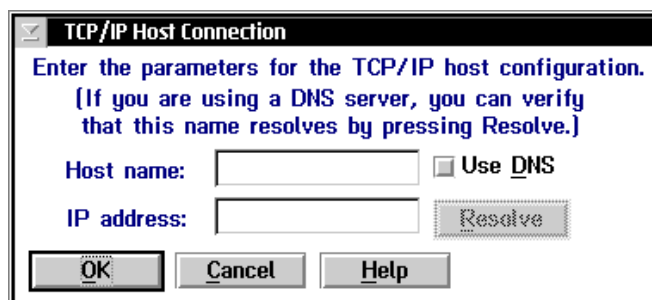 TCP/IP Host Connection
Enter the parameters for the TCP/IP host configuration.
(If you are using a DNS server, you can verify
that this name resolves by pressing Resolve.)
Host name:
Use DNS
IP address:
Resolve
OK Cancel Help